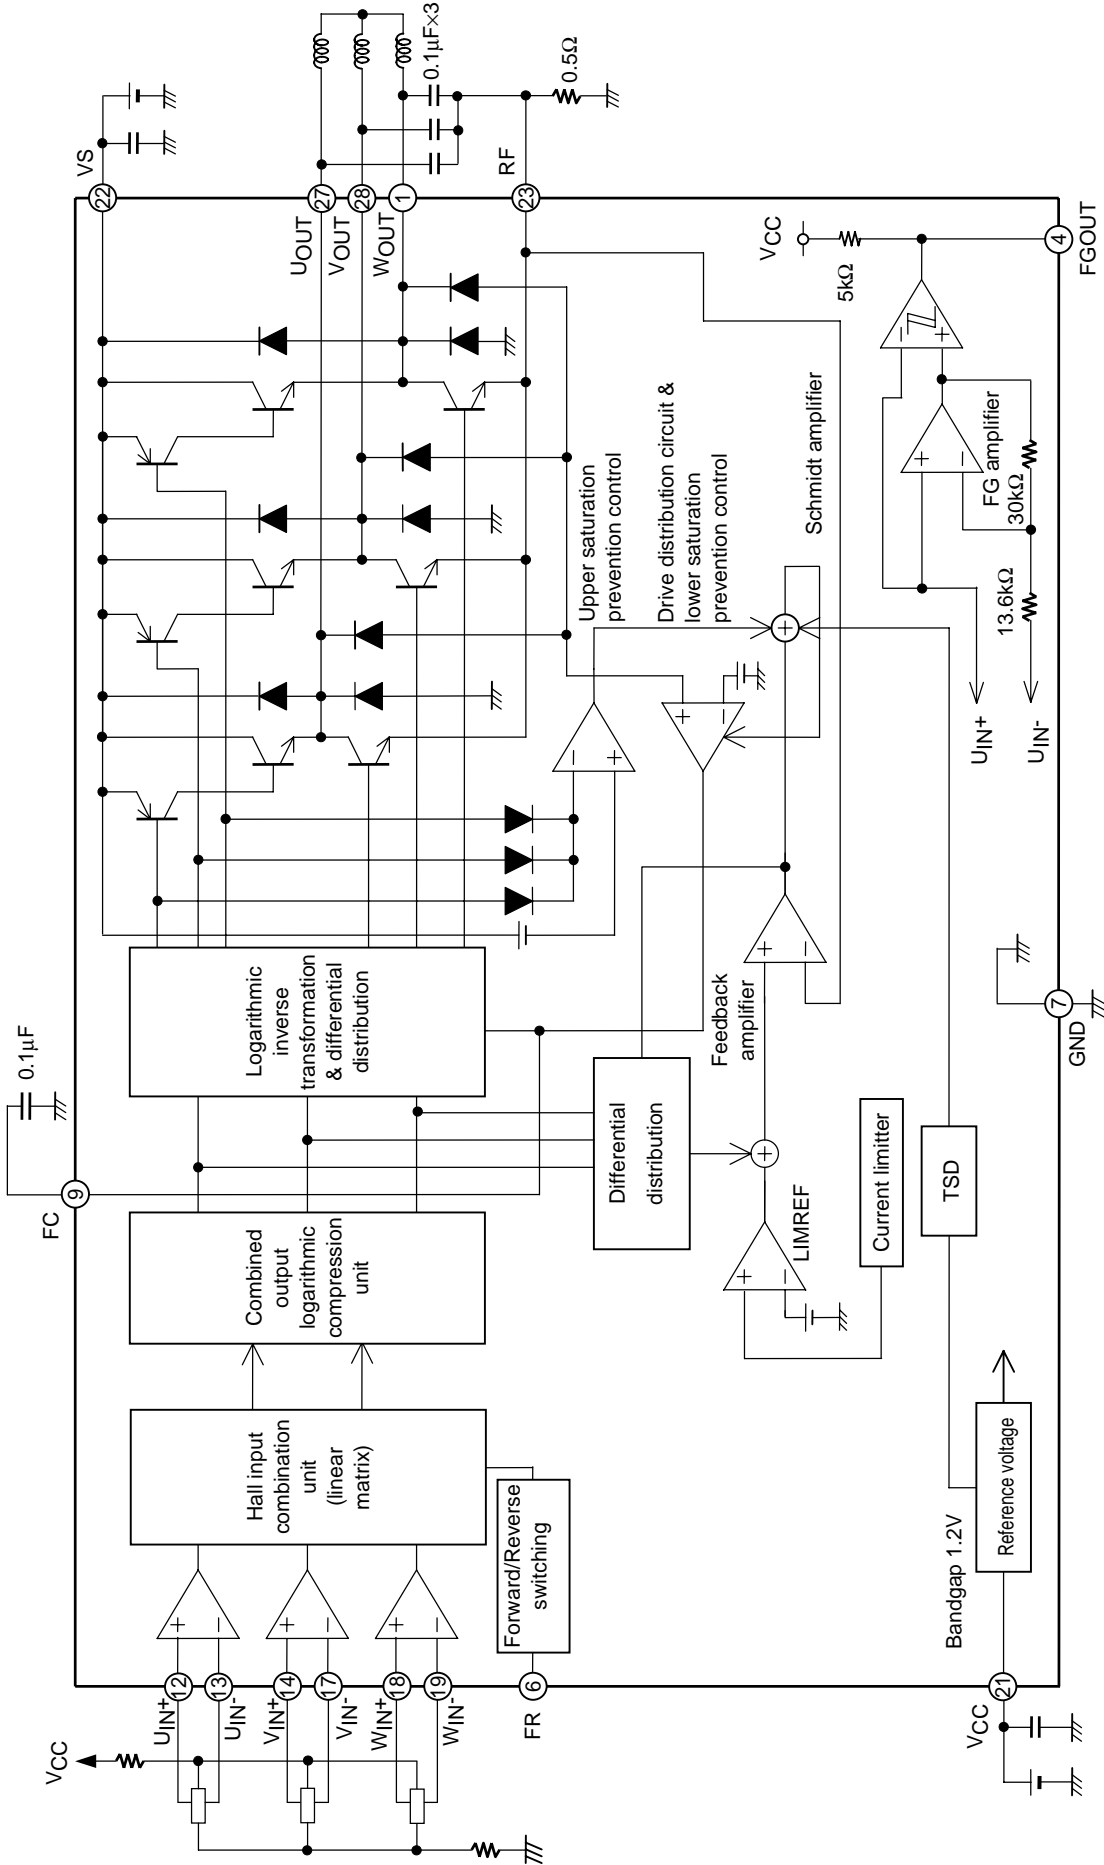 VCC
UIN+
12
UIN-
13
VIN+
14
VIN-
17
WIN+
18
WIN-
19
FR
6
VCC
21
+
−
+
−
+
−
Forward/Reverse
switching
Hall input
combination
unit
(linear
matrix)
Bandgap 1.2V
Reference voltage
FC
9
0.1µF
Combined
output
logarithmic
compression
unit
Logarithmic
inverse
transformation
& differential
distribution
Differential
distribution
+
−
LIMREF
+
Current limitter
TSD
GND
7
Feedback
amplifier
+
−
−
+
Upper saturation
prevention control
+
−
Drive distribution circuit &
lower saturation
prevention control
+
Schmidt amplifier
UIN+
UIN-
13.6kΩ
30kΩ
FG amplifier
+
−
−
+
5kΩ
VCC
4
FGOUT
VS
22
UOUT
27
VOUT
28
WOUT
1
RF
23
0.1µF×3
0.5Ω